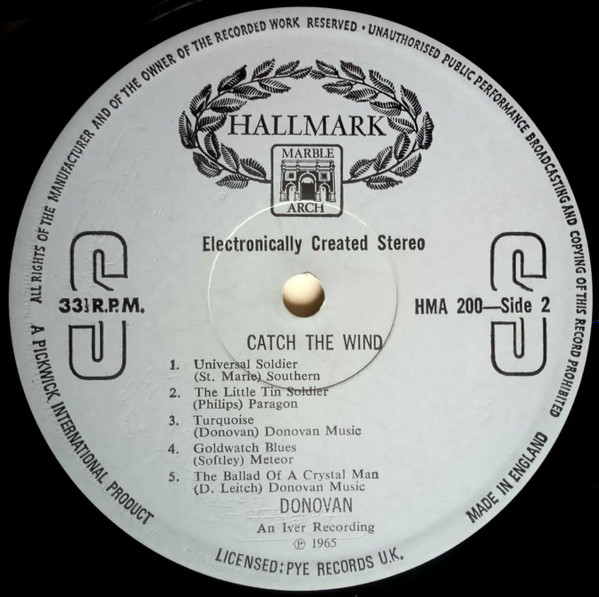 ALL RIGHTS OF THE MANUFACTURER AND OF THE OWNER OF THE RECORDED WORK RESERVED · UNAUTHORISED PUBLIC PERFORMANCE BROADCASTING AND COPYING OF THIS RECORD PROHIBITED
HALLMARK
MARBLE
ARCH
Electronically Created Stereo
S S
33⅓ R.P.M.
HMA 200—Side 2
CATCH THE WIND
1. Universal Soldier
(St. Marie) Southern
2. The Little Tin Soldier
(Philips) Paragon
3. Turquoise
(Donovan) Donovan Music
4. Goldwatch Blues
(Softley) Meteor
5. The Ballad Of A Crystal Man
(D. Leitch) Donovan Music
DONOVAN
An Iver Recording
℗ 1965
A PICKWICK INTERNATIONAL PRODUCT
LICENSED: PYE RECORDS U.K.
MADE IN ENGLAND